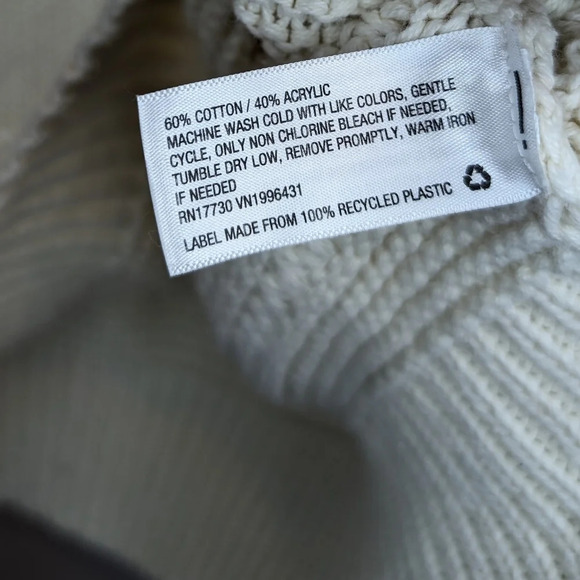 60% COTTON / 40% ACRYLIC
MACHINE WASH COLD WITH LIKE COLORS, GENTLE
CYCLE, ONLY NON CHLORINE BLEACH IF NEEDED,
TUMBLE DRY LOW, REMOVE PROMPTLY, WARM IRON
IF NEEDED
RN17730 VN1996431
LABEL MADE FROM 100% RECYCLED PLASTIC